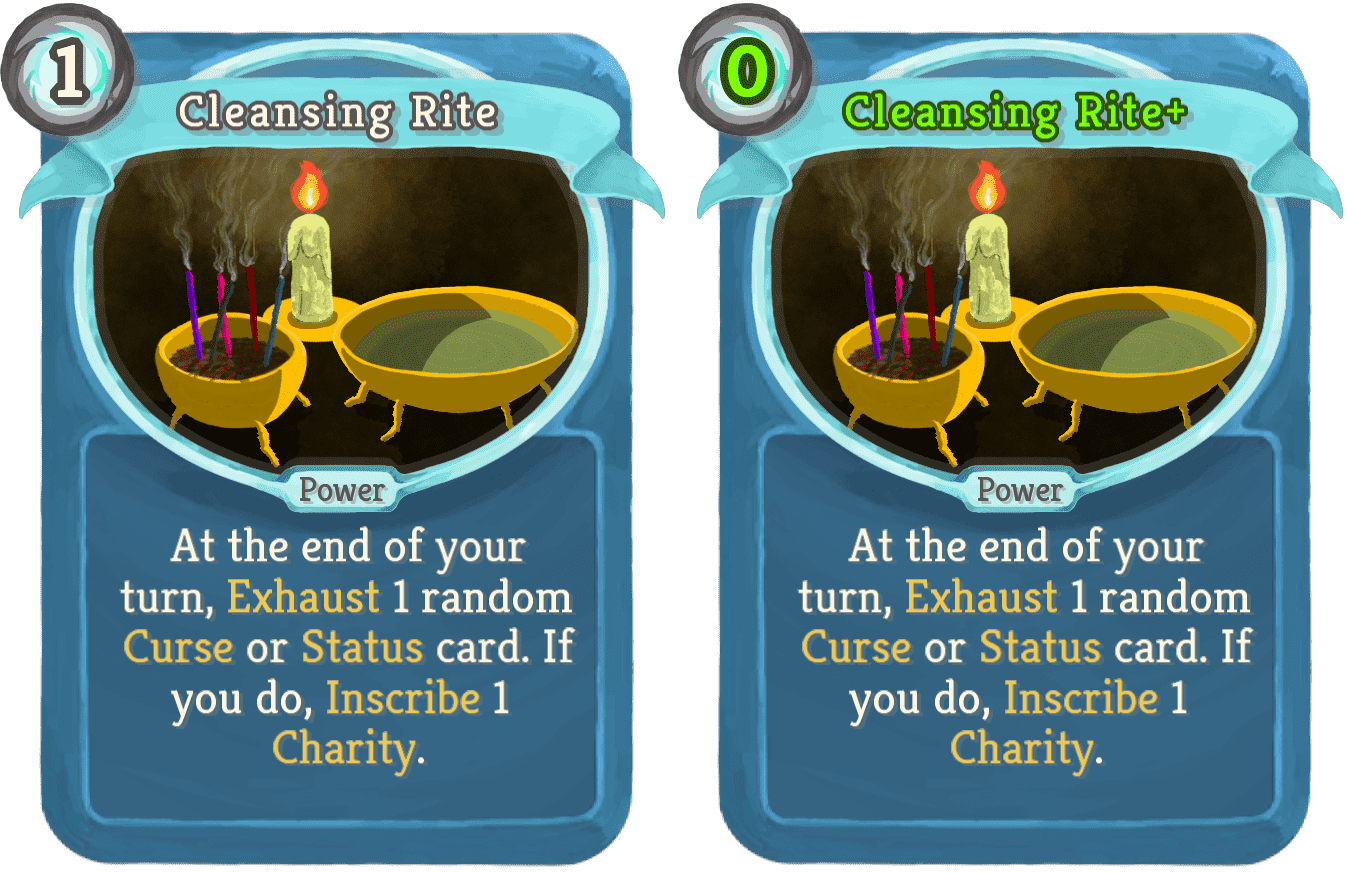 1
Cleansing Rite
Power
At the end of your
turn, Exhaust 1 random
Curse or Status card. If
you do, Inscribe 1
Charity.
0
Cleansing Rite+
Power
At the end of your
turn, Exhaust 1 random
Curse or Status card. If
you do, Inscribe 1
Charity.